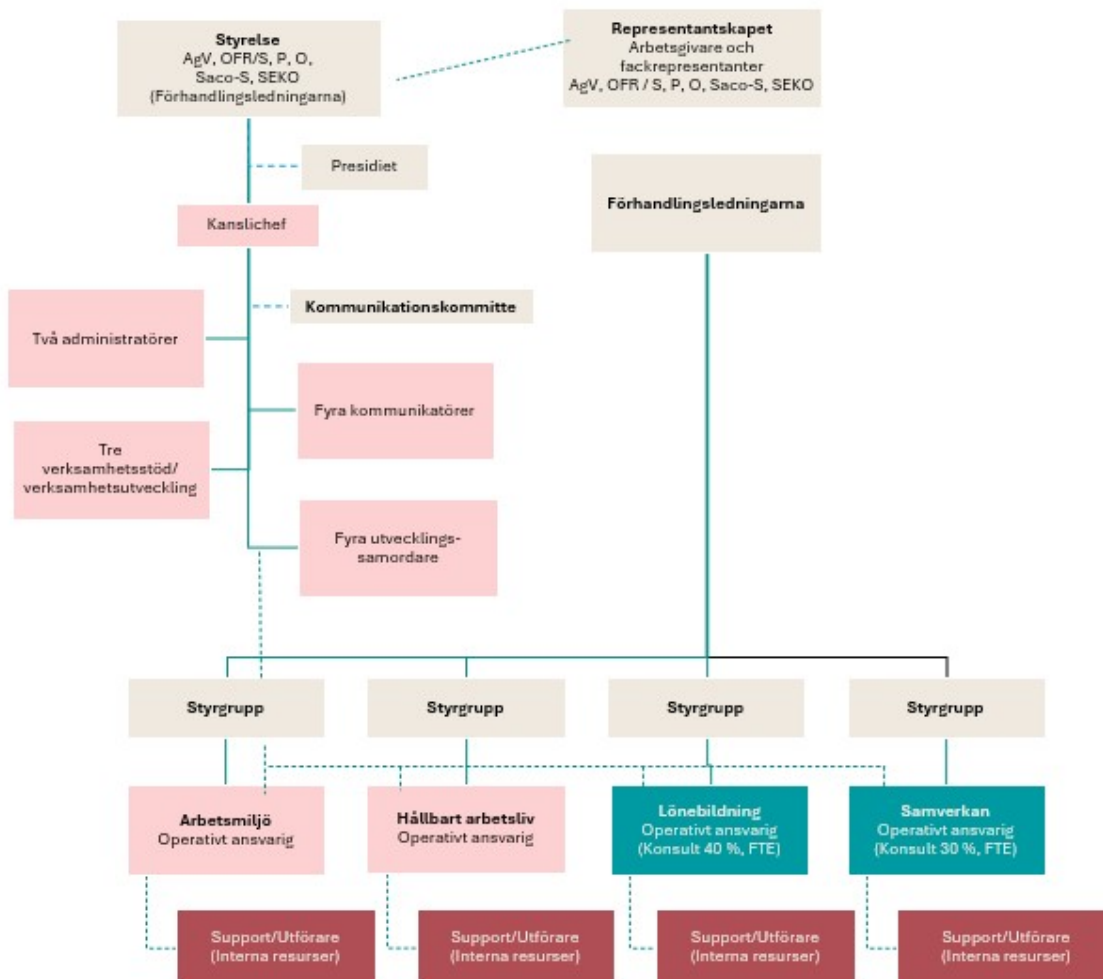 Styrelse
AgV, OFR/S, P, O,
Saco-S, SEKO
(Förhandlingsledningarna)
Representantskapet
Arbetsgivare och
fackrepresentanter
AgV, OFR / S, P, O, Saco-S, SEKO
Presidiet
Förhandlingsledningarna
Kanslichef
Kommunikationskommitte
Två administratörer
Fyra kommunikatörer
Tre
verksamhetsstöd/
verksamhetsutveckling
Fyra utvecklings-
samordare
Styrgrupp
Styrgrupp
Styrgrupp
Styrgrupp
Arbetsmiljö
Operativt ansvarig
Hållbart arbetsliv
Operativt ansvarig
Lönebildning
Operativt ansvarig
(Konsult 40 %, FTE)
Samverkan
Operativt ansvarig
(Konsult 30 %, FTE)
Support/Utförare
(Interna resurser)
Support/Utförare
(Interna resurser)
Support/Utförare
(Interna resurser)
Support/Utförare
(Interna resurser)